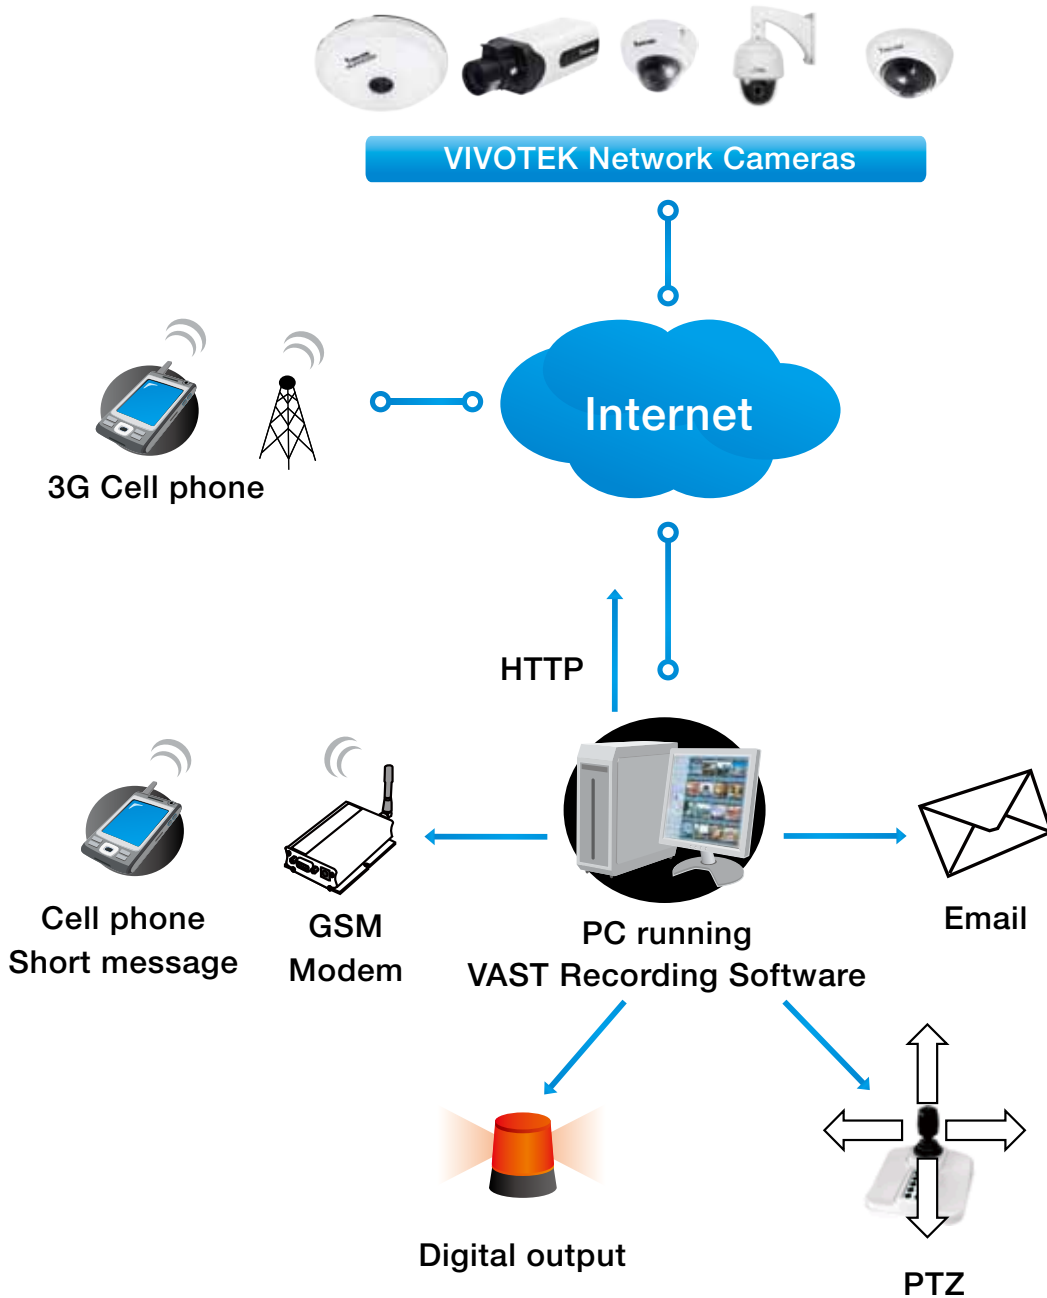 VIVOTEK Network Cameras
Internet
3G Cell phone
HTTP
Cell phone
Short message
GSM
Modem
PC running
VAST Recording Software
Email
Digital output
PTZ